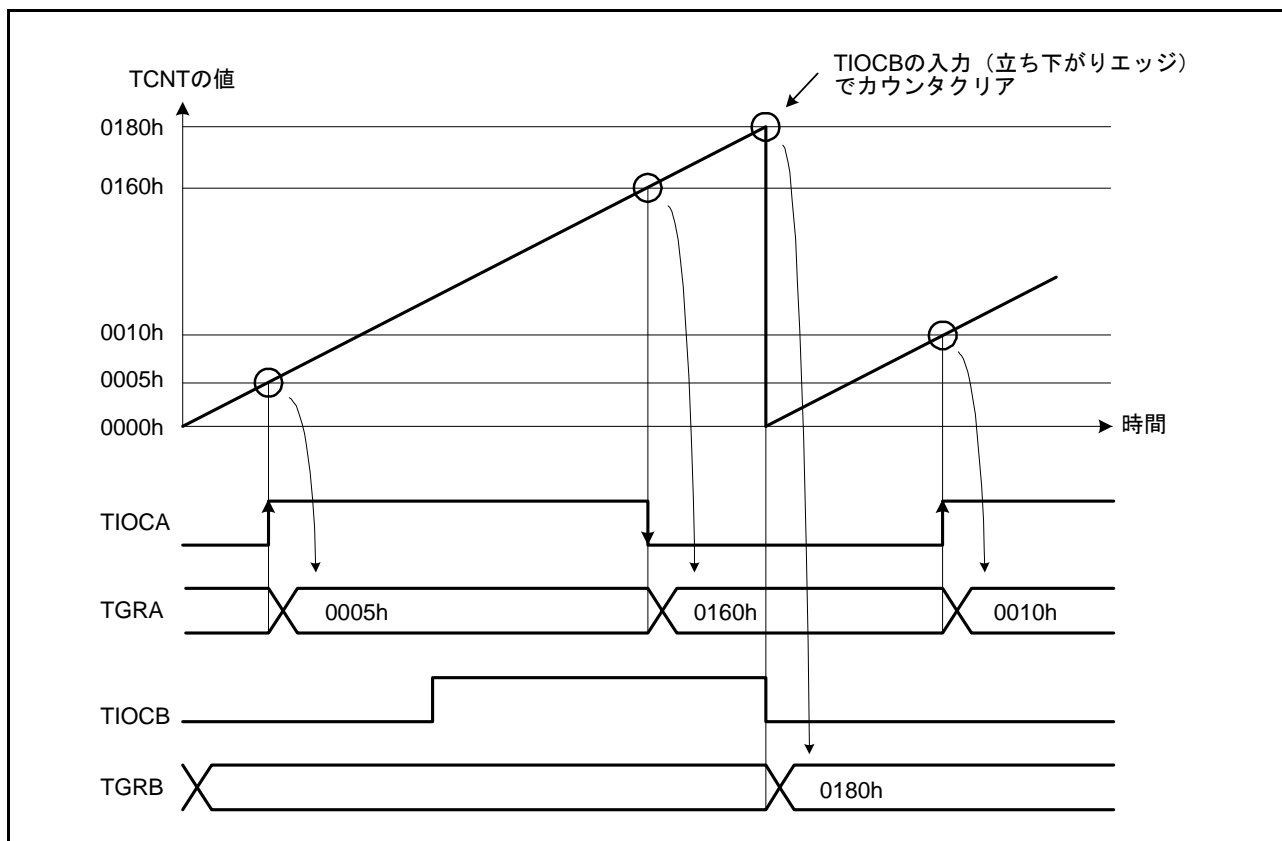 TCNTの値
TIOCBの入力（立ち下がりエッジ）
でカウンタクリア
0180h
0160h
0010h
0005h
0000h
時間
TIOCA
TGRA
0005h
0160h
0010h
TIOCB
TGRB
0180h